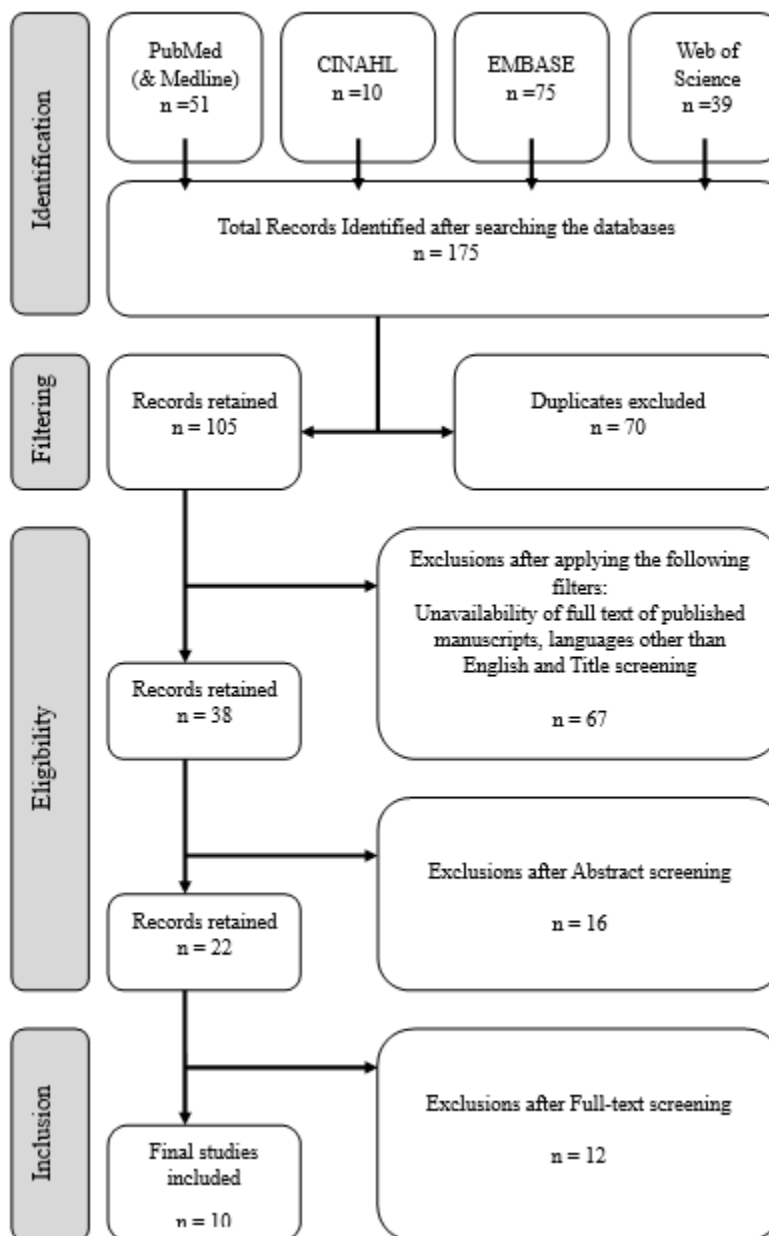 Identification
PubMed
(& Medline)
n =51
CINAHL
n =10
EMBASE
n =75
Web of
Science
n =39
Total Records Identified after searching the databases
n = 175
Filtering
Records retained
n = 105
Duplicates excluded
n = 70
Eligibility
Exclusions after applying the following
filters:
Unavailability of full text of published
manuscripts, languages other than
English and Title screening
n = 67
Records retained
n = 38
Exclusions after Abstract screening
n = 16
Records retained
n = 22
Inclusion
Exclusions after Full-text screening
n = 12
Final studies
included
n = 10